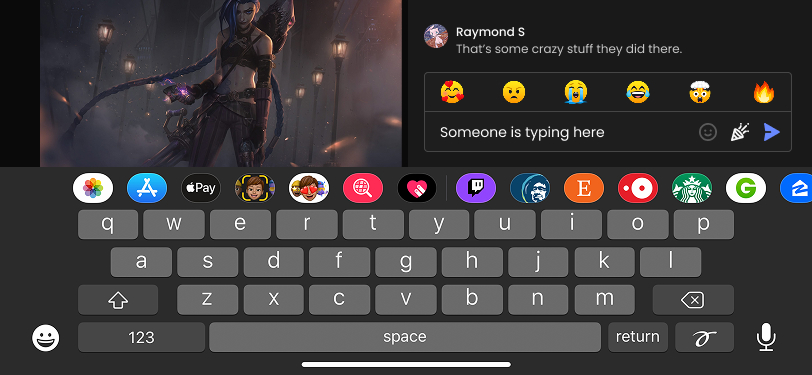 Raymond S
That's some crazy stuff they did there.
Someone is typing here
Pay
E
G
q w e r t y u i o p
a s d f g h j k l
z x c v b n m
123 space return